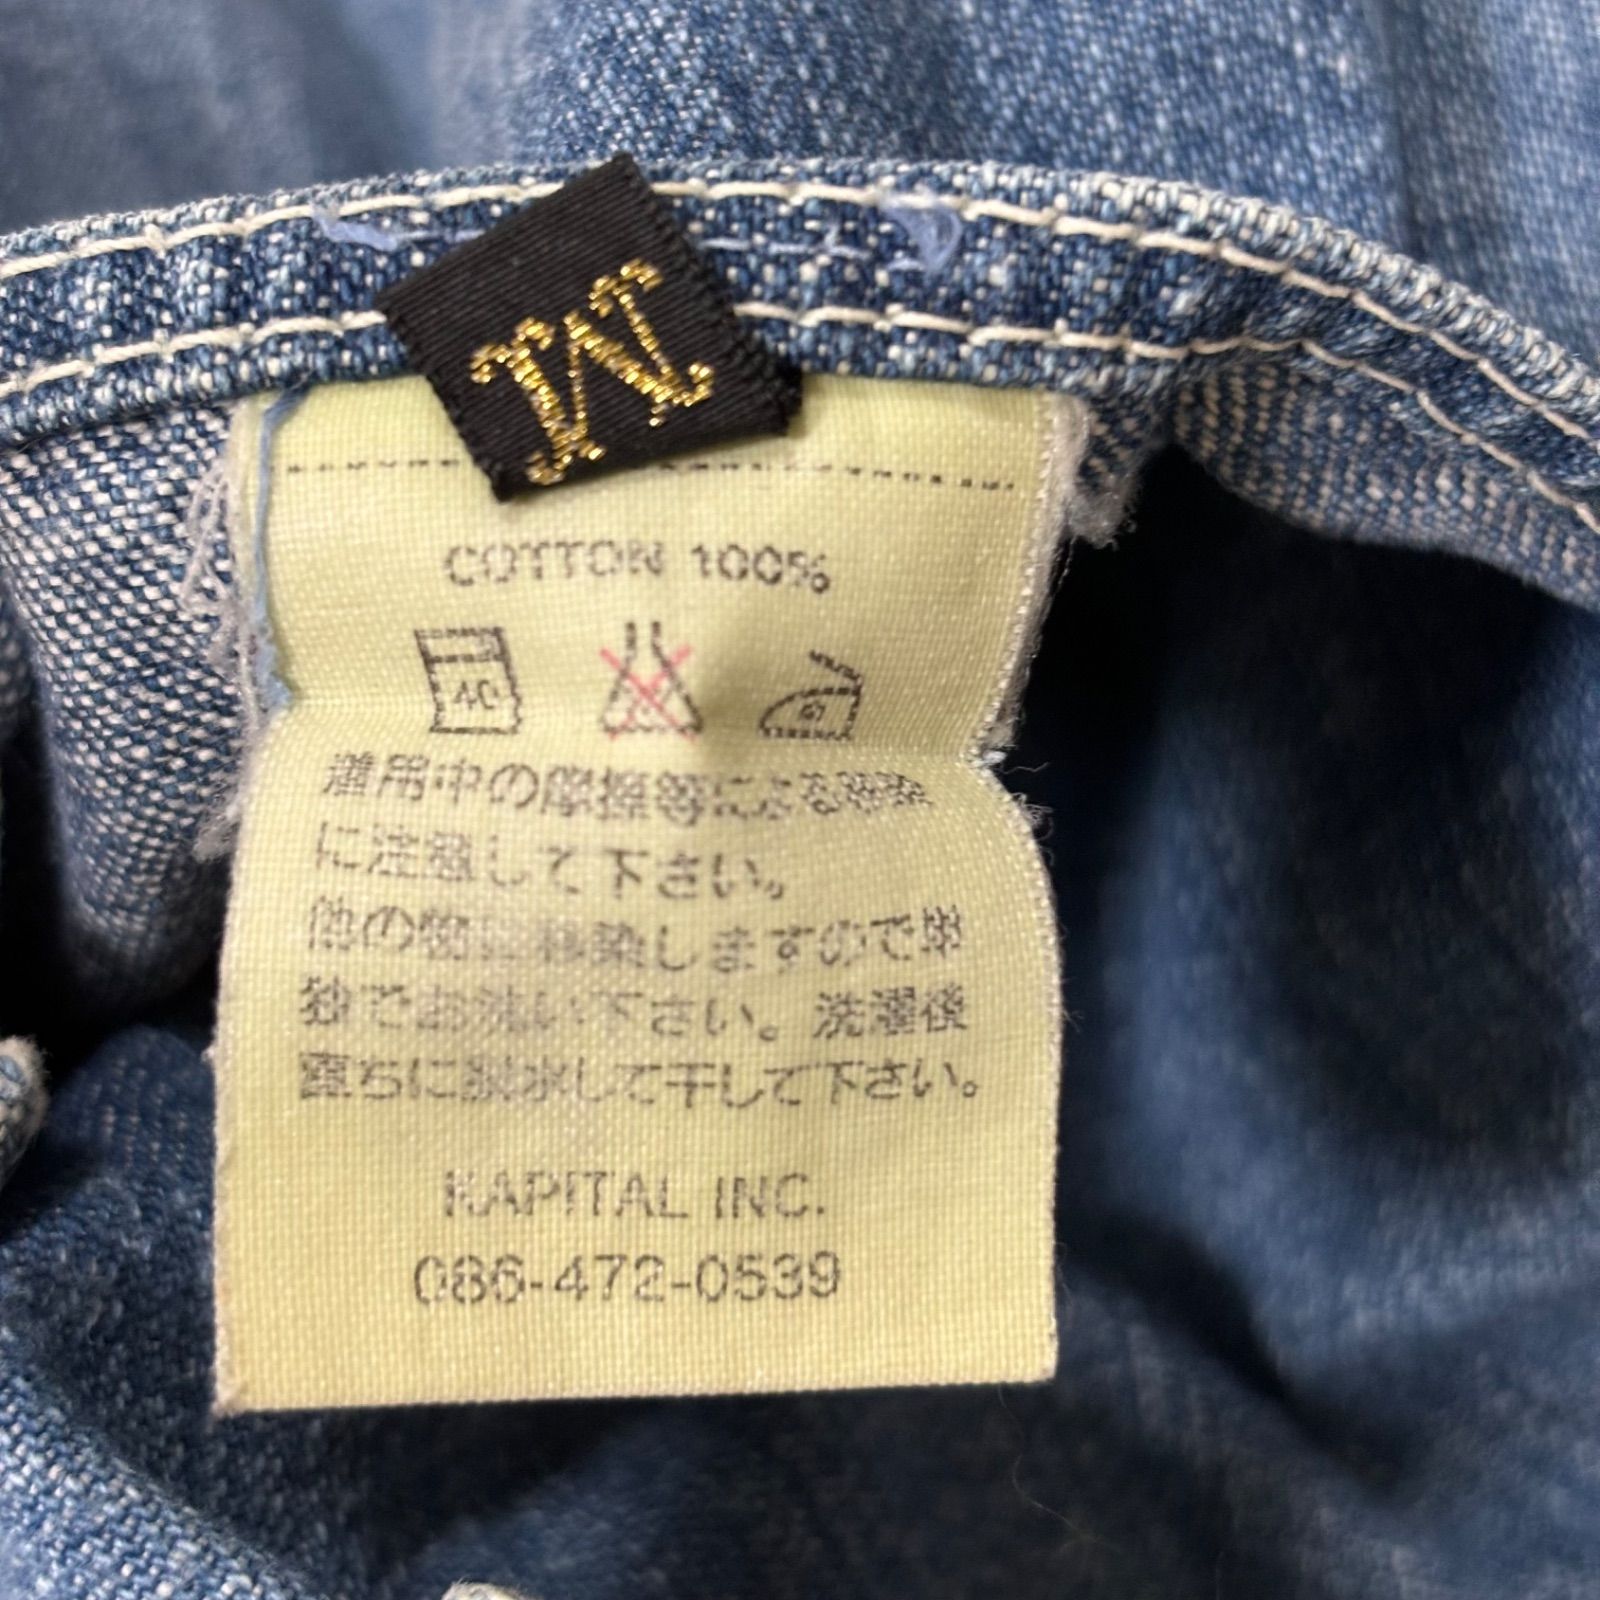 M
COTTON 100%
40
着用中の摩擦等による移染
に注意して下さい。
他の物に移染しますので単
独でお洗い下さい。洗濯後
直ちに脱水して干して下さい。
KAPITAL INC.
086-472-0539